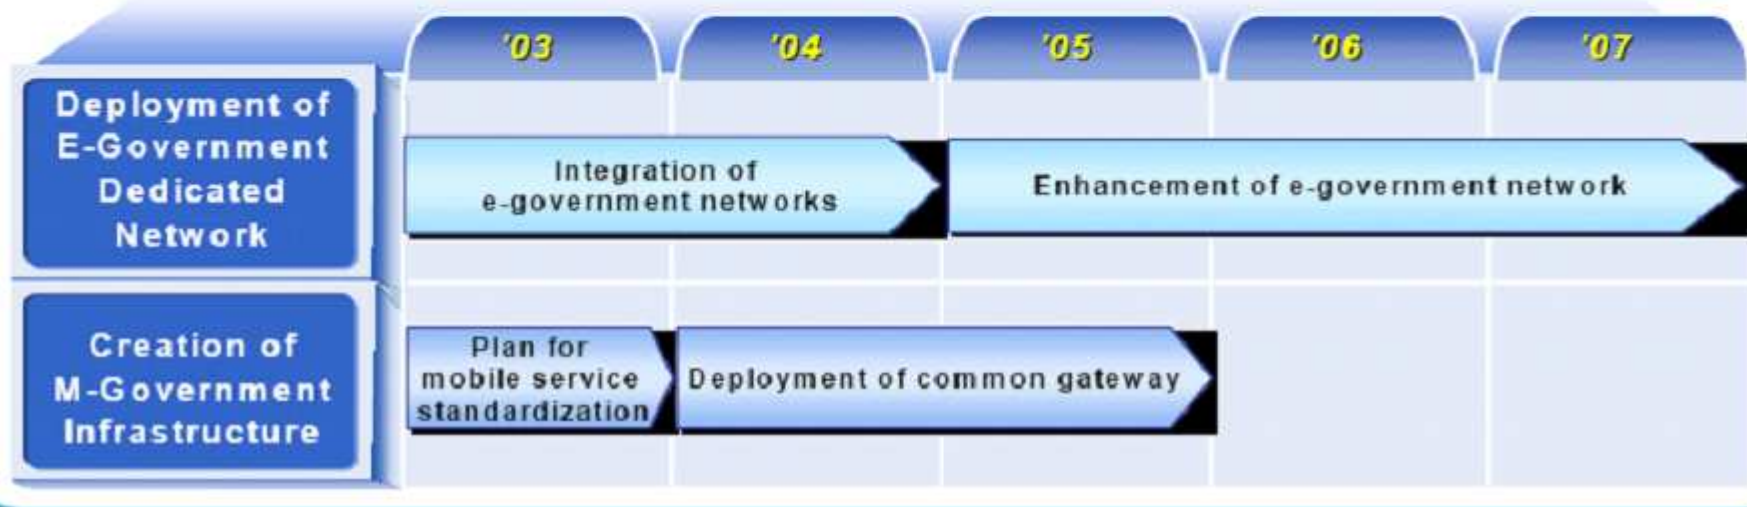 '03 '04 '05 '06 '07
Deployment of
E-Government
Dedicated
Network
Integration of
e-government networks
Enhancement of e-government network
Creation of
M-Government
Infrastructure
Plan for
mobile service
standardization
Deployment of common gateway